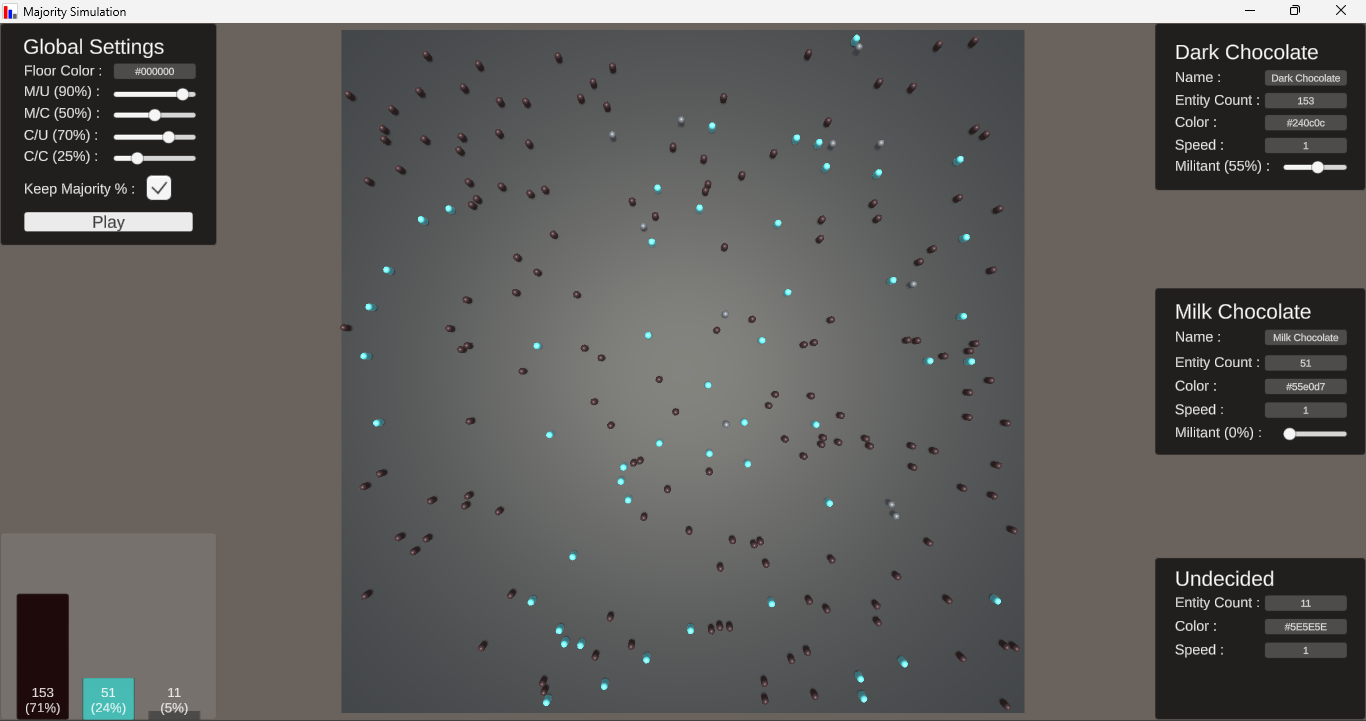 Majority Simulation
Global Settings
Floor Color : #000000
M/U (90%) :
M/C (50%) :
C/U (70%) :
C/C (25%) :
Keep Majority % :
Play
153
(71%)
51
(24%)
11
(5%)
Dark Chocolate
Name : Dark Chocolate
Entity Count : 153
Color : #240c0c
Speed : 1
Militant (55%) :
Milk Chocolate
Name : Milk Chocolate
Entity Count : 51
Color : #55e0d7
Speed : 1
Militant (0%) :
Undecided
Entity Count : 11
Color : #5E5E5E
Speed : 1